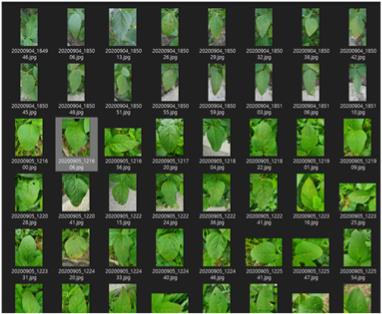 20200904_1849 20200904_1850 20200904_1850 20200904_1850 20200904_1850 20200904_1850 20200904_1850 20200904_1850
46.jpg 06.jpg 13.jpg 26.jpg 29.jpg 32.jpg 38.jpg 42.jpg
20200904_1850 20200904_1850 20200904_1850 20200904_1850 20200904_1850 20200904_1851 20200904_1851 20200904_1851
45.jpg 48.jpg 51.jpg 55.jpg 59.jpg 03.jpg 06.jpg 10.jpg
20200905_1216 20200905_1216 20200905_1216 20200905_1217 20200905_1218 20200905_1218 20200905_1219 20200905_1219
00.jpg 06.jpg 56.jpg 20.jpg 04.jpg 22.jpg 01.jpg 09.jpg
20200905_1220 20200905_1220 20200905_1222 20200905_1222 20200905_1222 20200905_1222 20200905_1223 20200905_1223
28.jpg 41.jpg 15.jpg 24.jpg 36.jpg 41.jpg 16.jpg 25.jpg
20200905_1223 20200905_1224 20200905_1224 20200905_1224 20200905_1224 20200905_1225 20200905_1225 20200905_1225
31.jpg 20.jpg 33.jpg 40.jpg 46.jpg 41.jpg 47.jpg 54.jpg